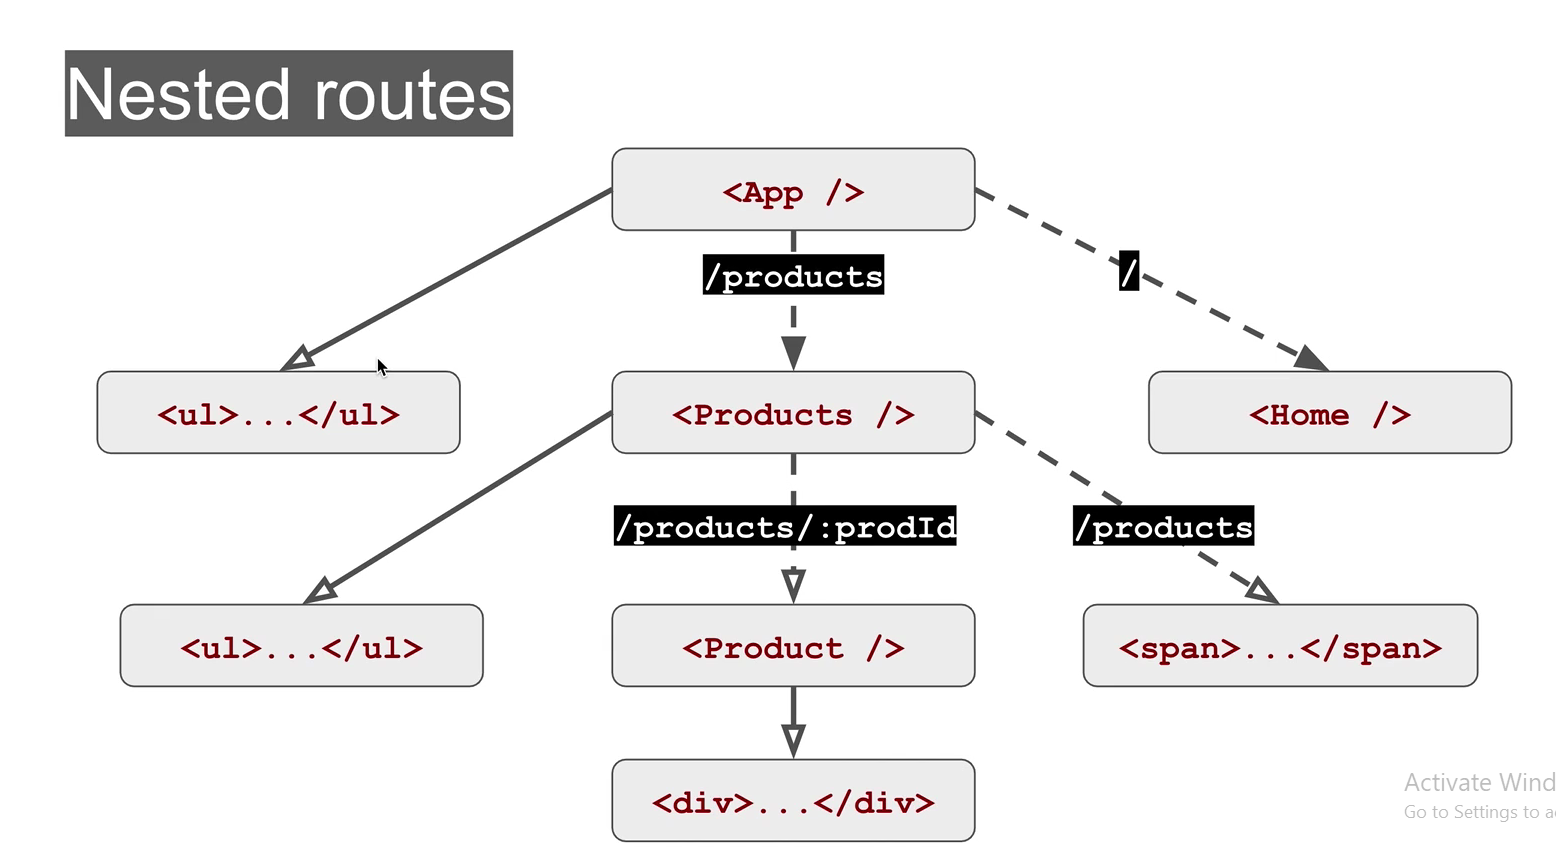 Nested routes
<App />
/products
/
<ul>...</ul>
<Products />
<Home />
/products/:prodId
/products
<ul>...</ul>
<Product />
<span>...</span>
<div>...</div>
Activate Wind
Go to Settings to a